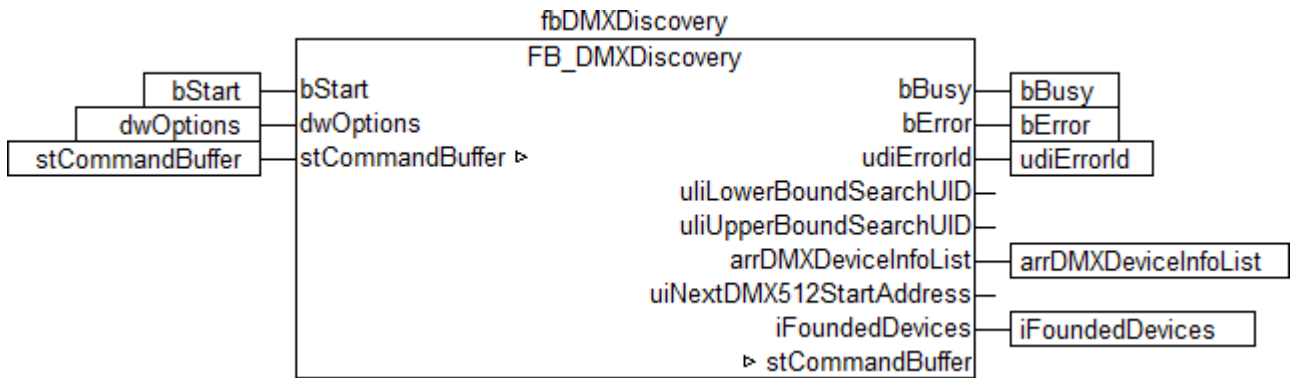 fbDMXDiscovery
FB_DMXDiscovery
bStart bStart bBusy bBusy
dwOptions dwOptions bError bError
stCommandBuffer stCommandBuffer udiErrorId udiErrorId
uliLowerBoundSearchUID
uliUpperBoundSearchUID
arrDMXDeviceInfoList arrDMXDeviceInfoList
uiNextDMX512StartAddress
iFoundedDevices iFoundedDevices
stCommandBuffer